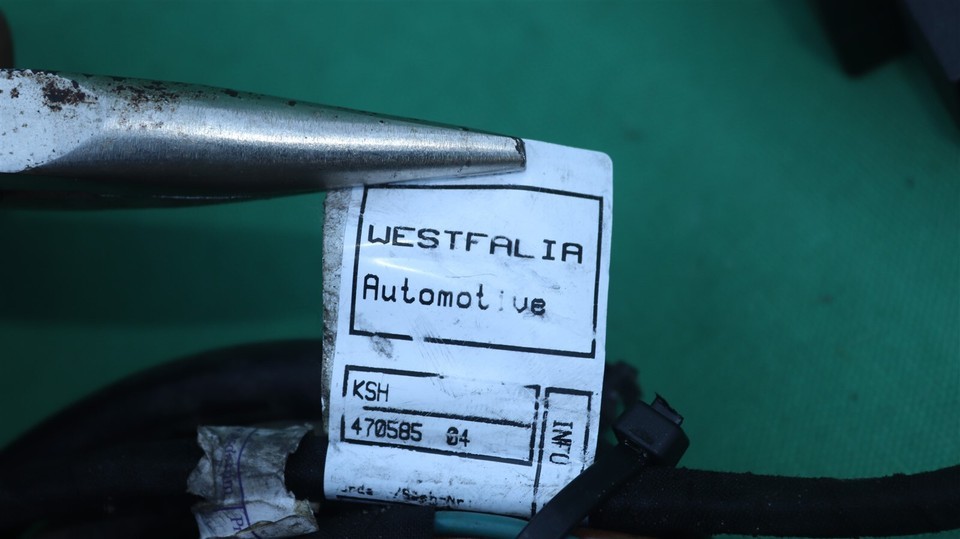 WESTFALIA
Automotive
KSH
470585 04
INFO